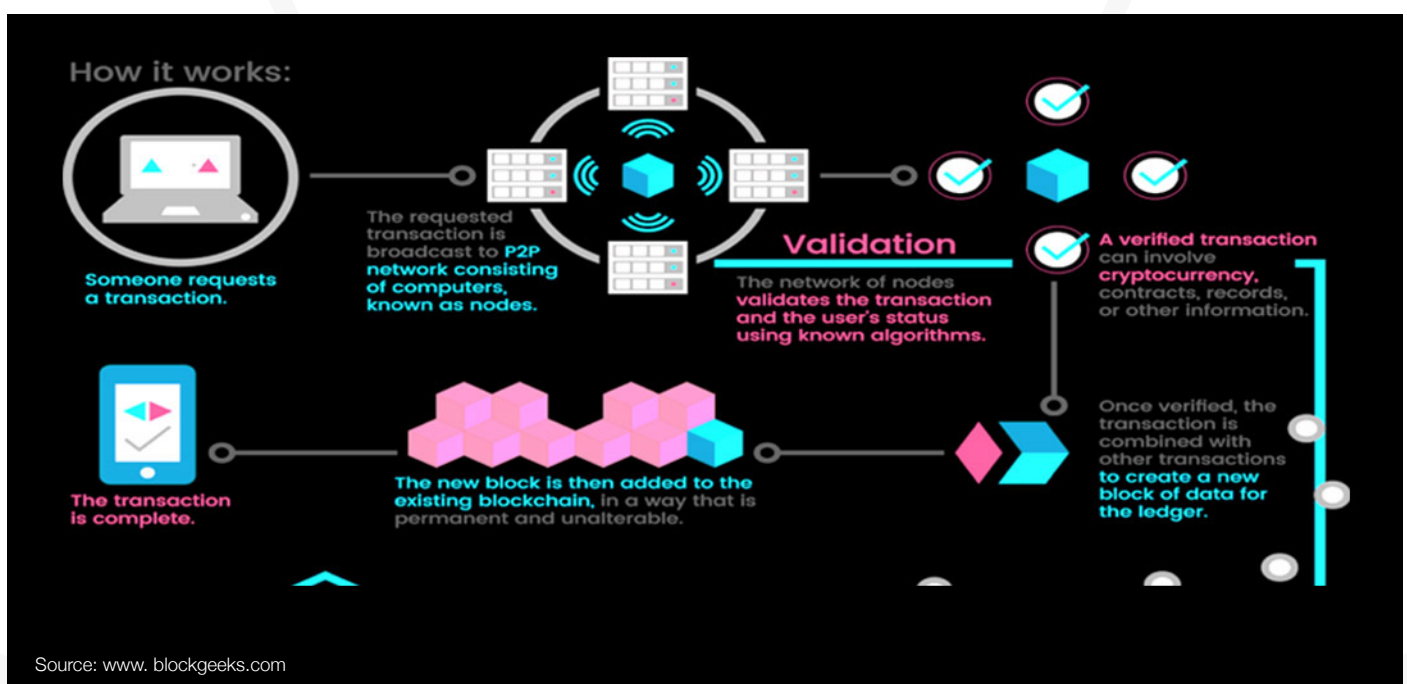 How it works:
Someone requests
a transaction.
The requested
transaction is
broadcast to P2P
network consisting
of computers,
known as nodes.
Validation
The network of nodes
validates the transaction
and the user's status
using known algorithms.
A verified transaction
can involve
cryptocurrency,
contracts, records,
or other information.
Once verified, the
transaction is
combined with
other transactions
to create a new
block of data for
the ledger.
The new block is then added to the
existing blockchain, in a way that is
permanent and unalterable.
The transaction
is complete.
Source: www. blockgeeks.com